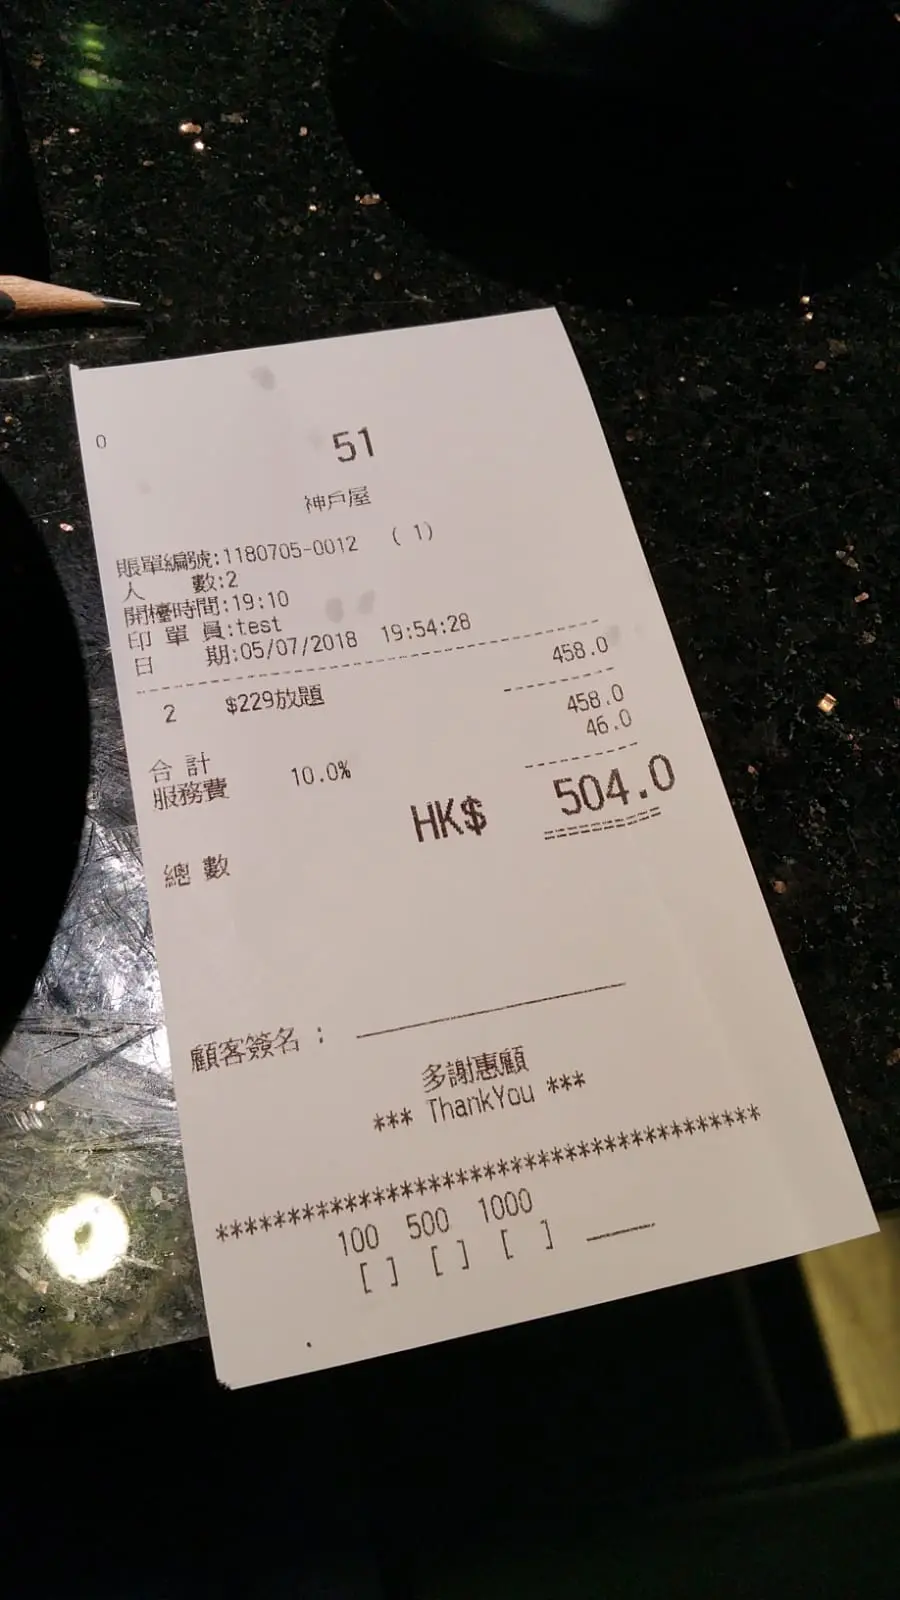 0
51
神戶屋
賬單編號:1180705-0012 ( 1)
人 數:2
開檯時間:19:10
印 單 員:test
日 期:05/07/2018 19:54:28
2 $229放題 458.0
合 計 458.0
服務費 10.0% 46.0
總 數 HK$ 504.0
顧客簽名 :
多謝惠顧
*** ThankYou ***
**************************************
100 500 1000
[ ] [ ] [ ]